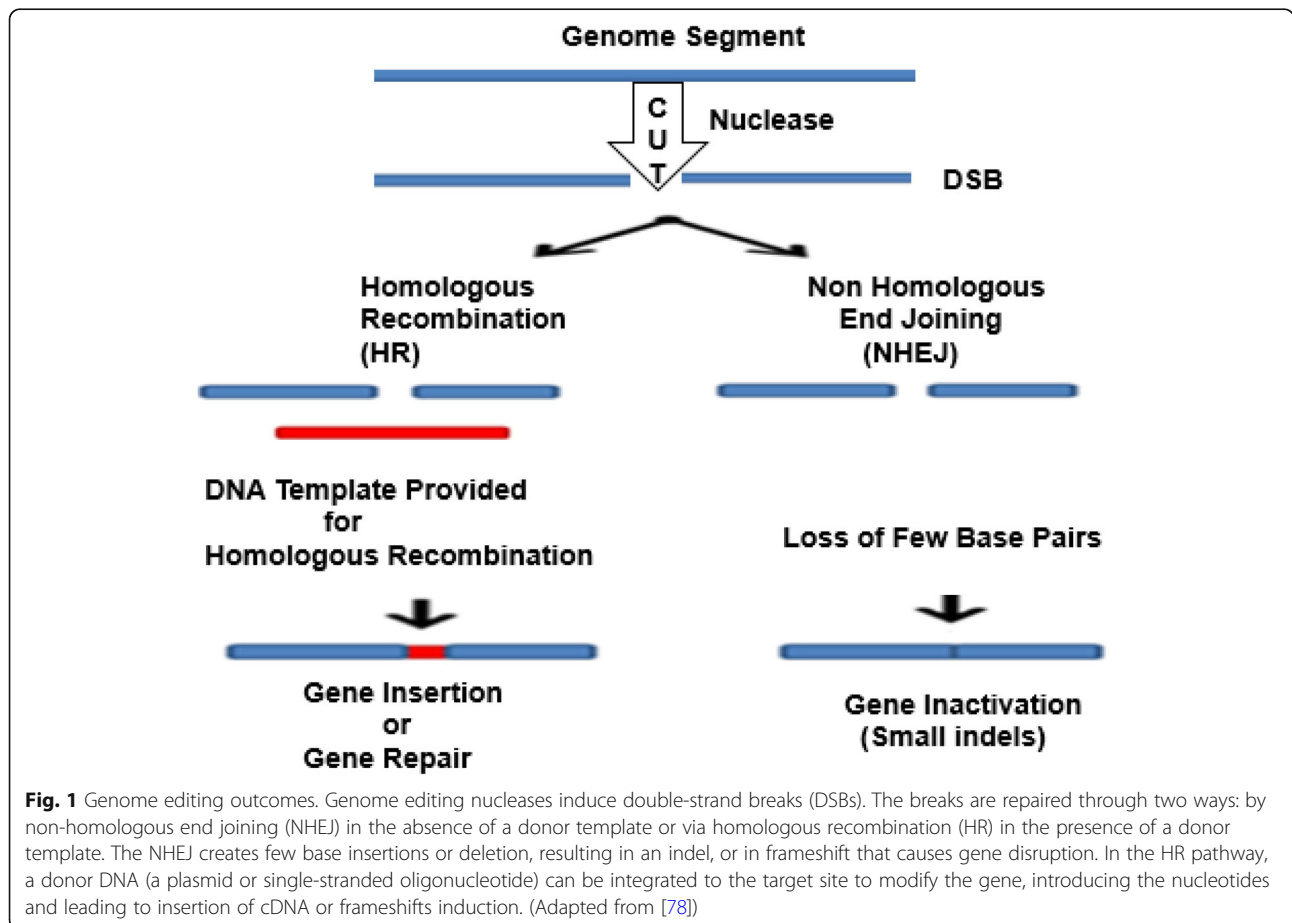 Genome Segment
CUT
Nuclease
DSB
Homologous
Recombination
(HR)
Non Homologous
End Joining
(NHEJ)
DNA Template Provided
for
Homologous Recombination
Loss of Few Base Pairs
Gene Insertion
or
Gene Repair
Gene Inactivation
(Small indels)
Fig. 1 Genome editing outcomes. Genome editing nucleases induce double-strand breaks (DSBs). The breaks are repaired through two ways: by
non-homologous end joining (NHEJ) in the absence of a donor template or via homologous recombination (HR) in the presence of a donor
template. The NHEJ creates few base insertions or deletion, resulting in an indel, or in frameshift that causes gene disruption. In the HR pathway,
a donor DNA (a plasmid or single-stranded oligonucleotide) can be integrated to the target site to modify the gene, introducing the nucleotides
and leading to insertion of cDNA or frameshifts induction. (Adapted from [78])